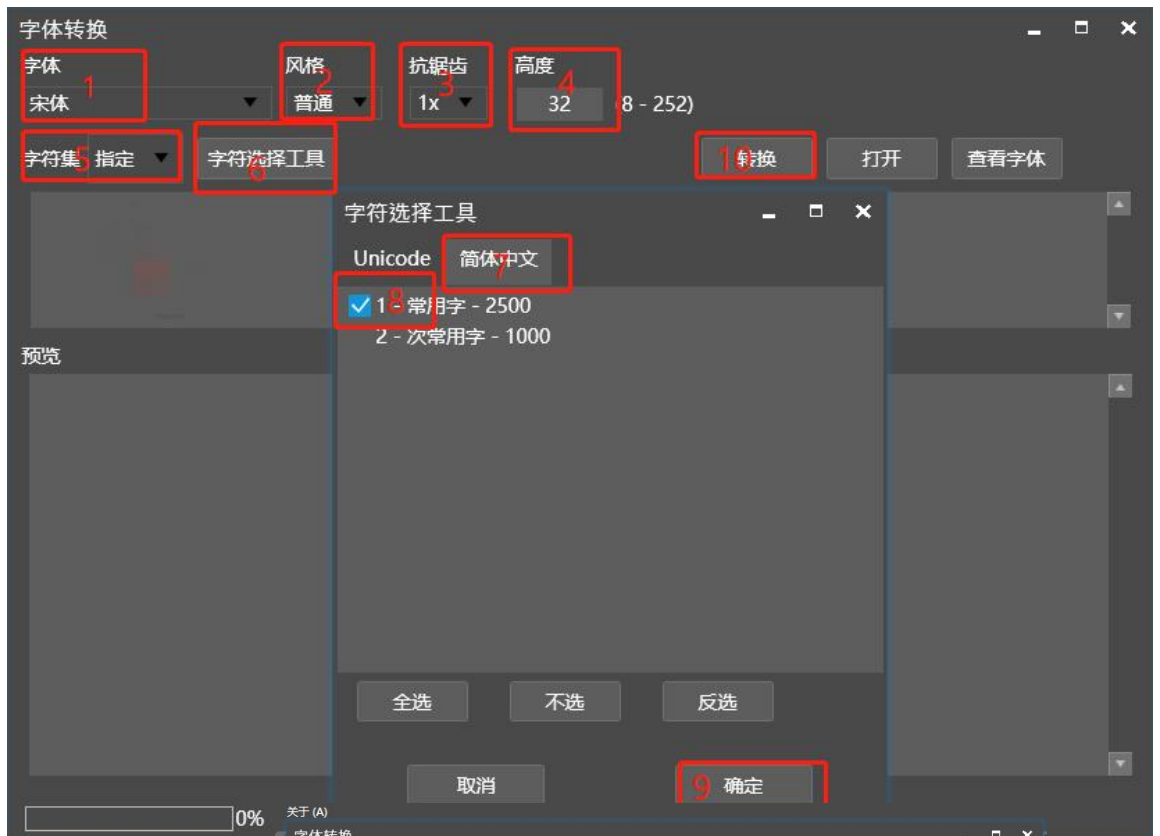 字体转换
字体 风格 抗锯齿 高度
1 2 3 4
宋体 普通 1x 32 (8 - 252)
字符集 5 指定 字符选择工具 6 10 转换 打开 查看字体
字符选择工具
Unicode 简体中文 7
8 1 - 常用字 - 2500
2 - 次常用字 - 1000
预览
全选 不选 反选
取消 9 确定
0% 关于 (A)
字体转换